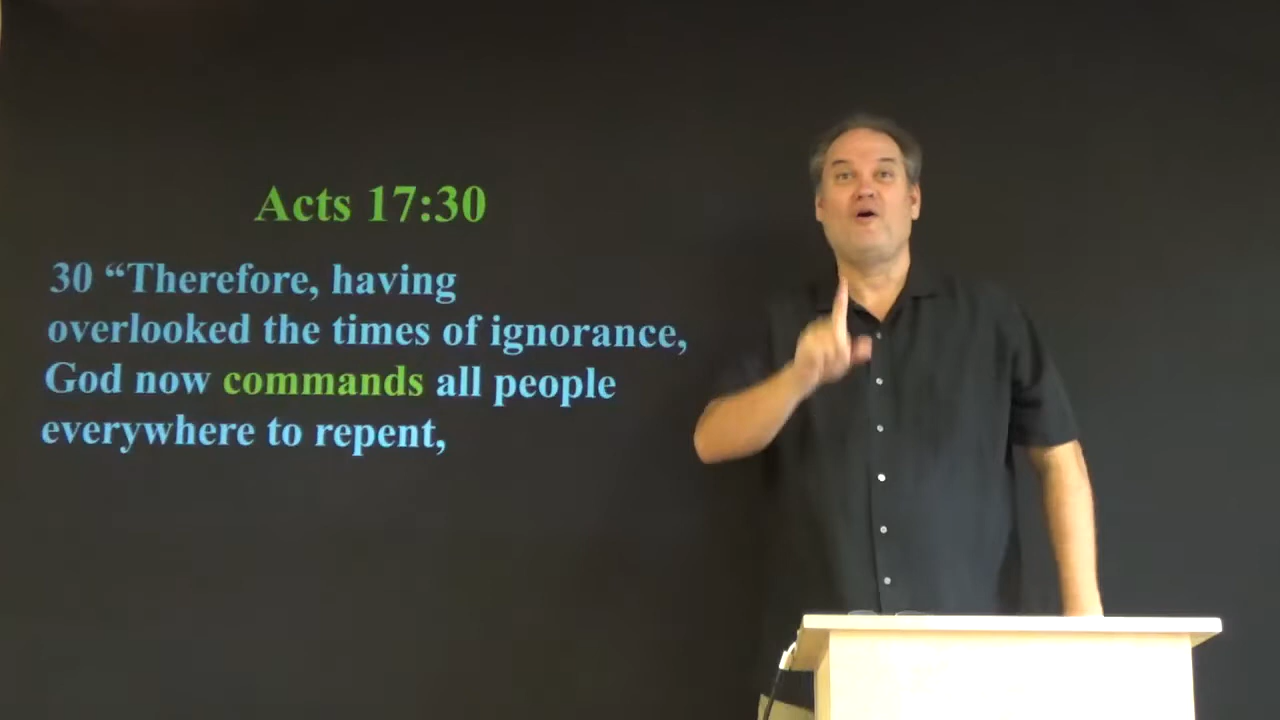 Acts 17:30
30 “Therefore, having
overlooked the times of ignorance,
God now commands all people
everywhere to repent,